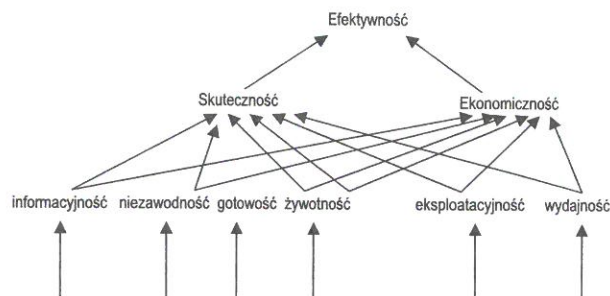 Efektywność
Skuteczność Ekonomiczność
informacyjność niezawodność gotowość żywotność eksploatacyjność wydajność